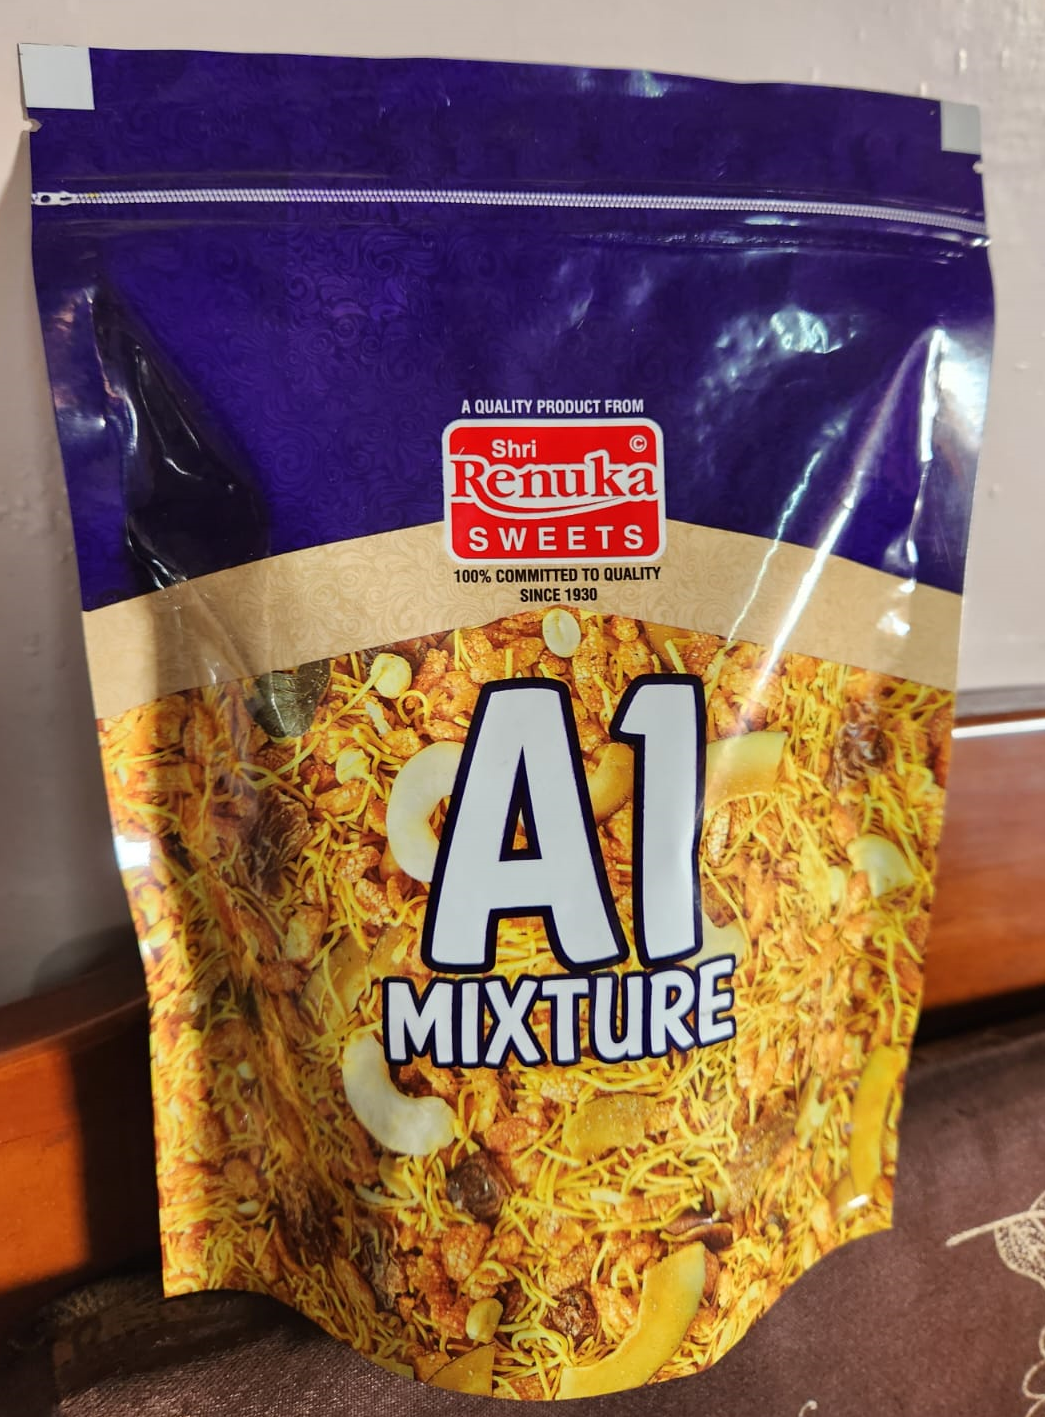 A QUALITY PRODUCT FROM
Shri ©
Renuka
SWEETS
100% COMMITTED TO QUALITY
SINCE 1930
A1
MIXTURE